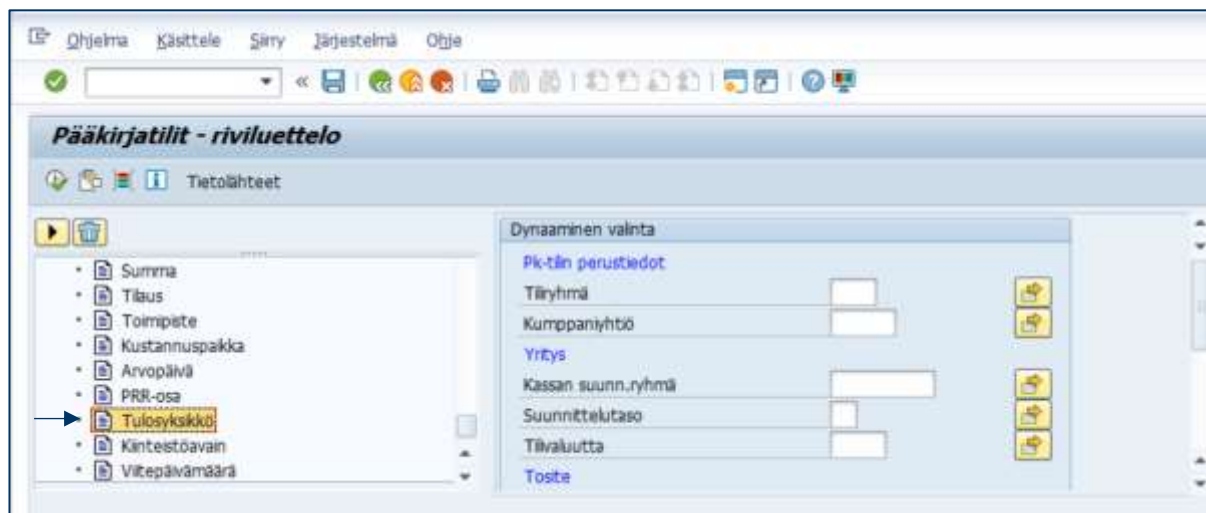 Ohjelma Käsittele Siirry Järjestelmä Ohje
Pääkirjatilit - riviluettelo
Tietolähteet
Summa
Tilaus
Toimipiste
Kustannuspaikka
Arvopäivä
PRR-osa
Tulosyksikkö
Kiinteistöavain
Viitepäivämäärä
Dynaaminen valinta
Pk-tilin perustiedot
Tiliryhmä
Kumppaniyhtiö
Yritys
Kassan suunn.ryhmä
Suunnittelutaso
Tilivaluutta
Tosite